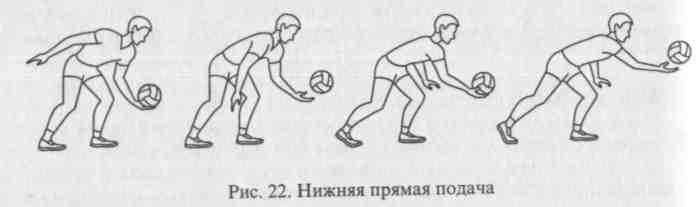 Рис. 22. Нижняя прямая подача